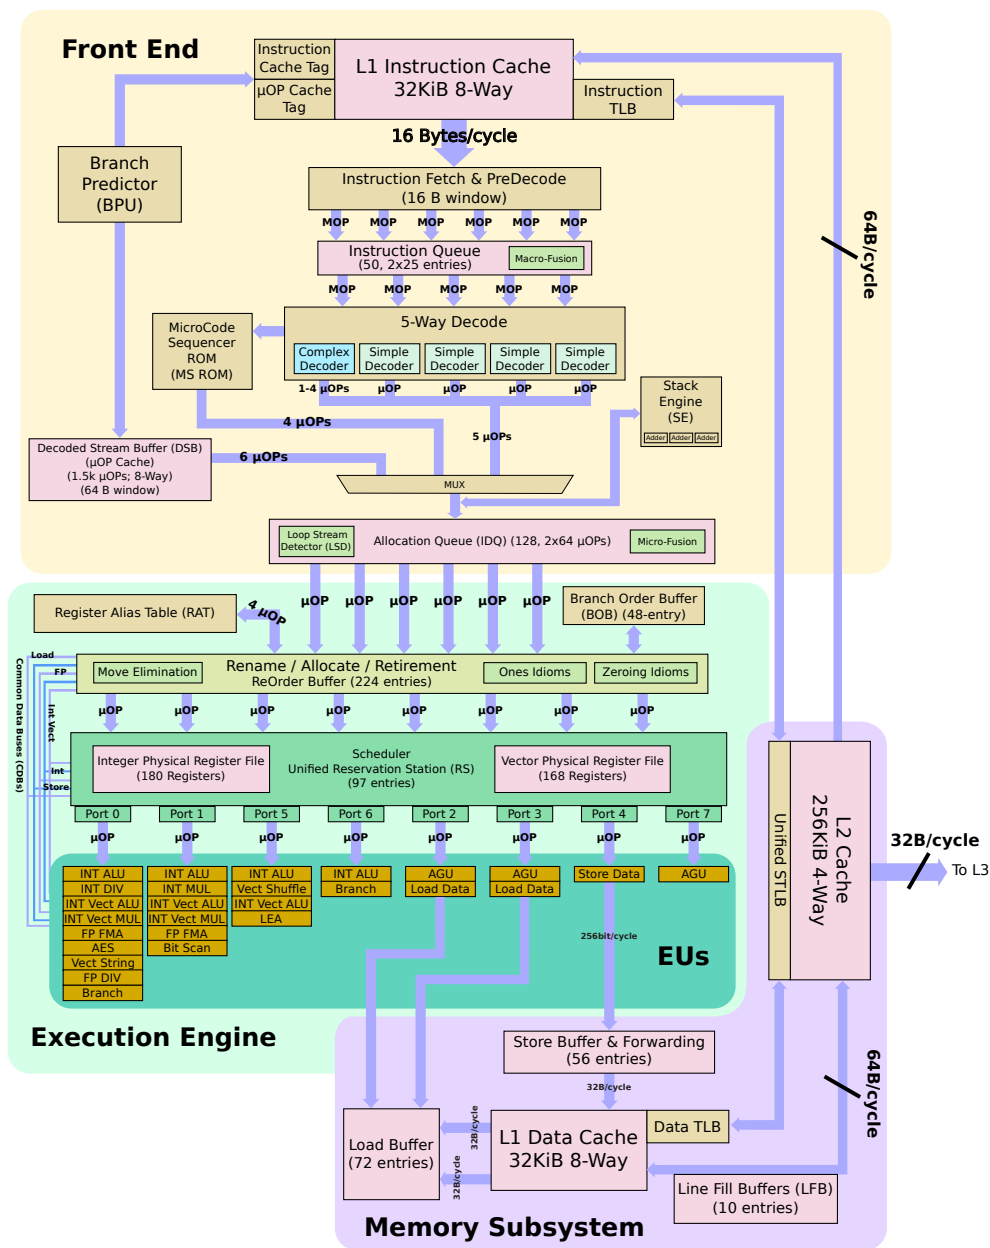 Front End
Instruction
Cache Tag
µOP Cache
Tag
L1 Instruction Cache
32KiB 8-Way
Instruction
TLB
16 Bytes/cycle
Branch
Predictor
(BPU)
Instruction Fetch & PreDecode
(16 B window)
MOP MOP MOP MOP MOP MOP
Instruction Queue
(50, 2x25 entries)
Macro-Fusion
64B/cycle
MOP MOP MOP MOP MOP
MicroCode
Sequencer
ROM
(MS ROM)
5-Way Decode
Complex
Decoder
Simple
Decoder
Simple
Decoder
Simple
Decoder
Simple
Decoder
1-4 µOPs µOP µOP µOP µOP
Stack
Engine
(SE)
Adder Adder Adder
4 µOPs
5 µOPs
Decoded Stream Buffer (DSB)
(µOP Cache)
(1.5k µOPs; 8-Way)
(64 B window)
6 µOPs
MUX
Loop Stream
Detector (LSD)
Allocation Queue (IDQ) (128, 2x64 µOPs)
Micro-Fusion
Register Alias Table (RAT)
4 µOP
µOP µOP µOP µOP µOP µOP
Branch Order Buffer
(BOB) (48-entry)
Common Data Buses (CDBs)
Load
FP
Int Vect
Int
Store
Move Elimination
Rename / Allocate / Retirement
ReOrder Buffer (224 entries)
Ones Idioms
Zeroing Idioms
µOP µOP µOP µOP µOP µOP µOP µOP
Integer Physical Register File
(180 Registers)
Scheduler
Unified Reservation Station (RS)
(97 entries)
Vector Physical Register File
(168 Registers)
Port 0 Port 1 Port 5 Port 6 Port 2 Port 3 Port 4 Port 7
µOP µOP µOP µOP µOP µOP µOP µOP
INT ALU
INT DIV
INT Vect ALU
INT Vect MUL
FP FMA
AES
Vect String
FP DIV
Branch
INT ALU
INT MUL
INT Vect ALU
INT Vect MUL
FP FMA
Bit Scan
INT ALU
Vect Shuffle
INT Vect ALU
LEA
INT ALU
Branch
AGU
Load Data
AGU
Load Data
Store Data
AGU
256bit/cycle
EUs
Execution Engine
Unified STLB
L2 Cache
256KiB 4-Way
32B/cycle
To L3
Store Buffer & Forwarding
(56 entries)
32B/cycle
64B/cycle
Load Buffer
(72 entries)
32B/cycle
32B/cycle
L1 Data Cache
32KiB 8-Way
Data TLB
Line Fill Buffers (LFB)
(10 entries)
Memory Subsystem